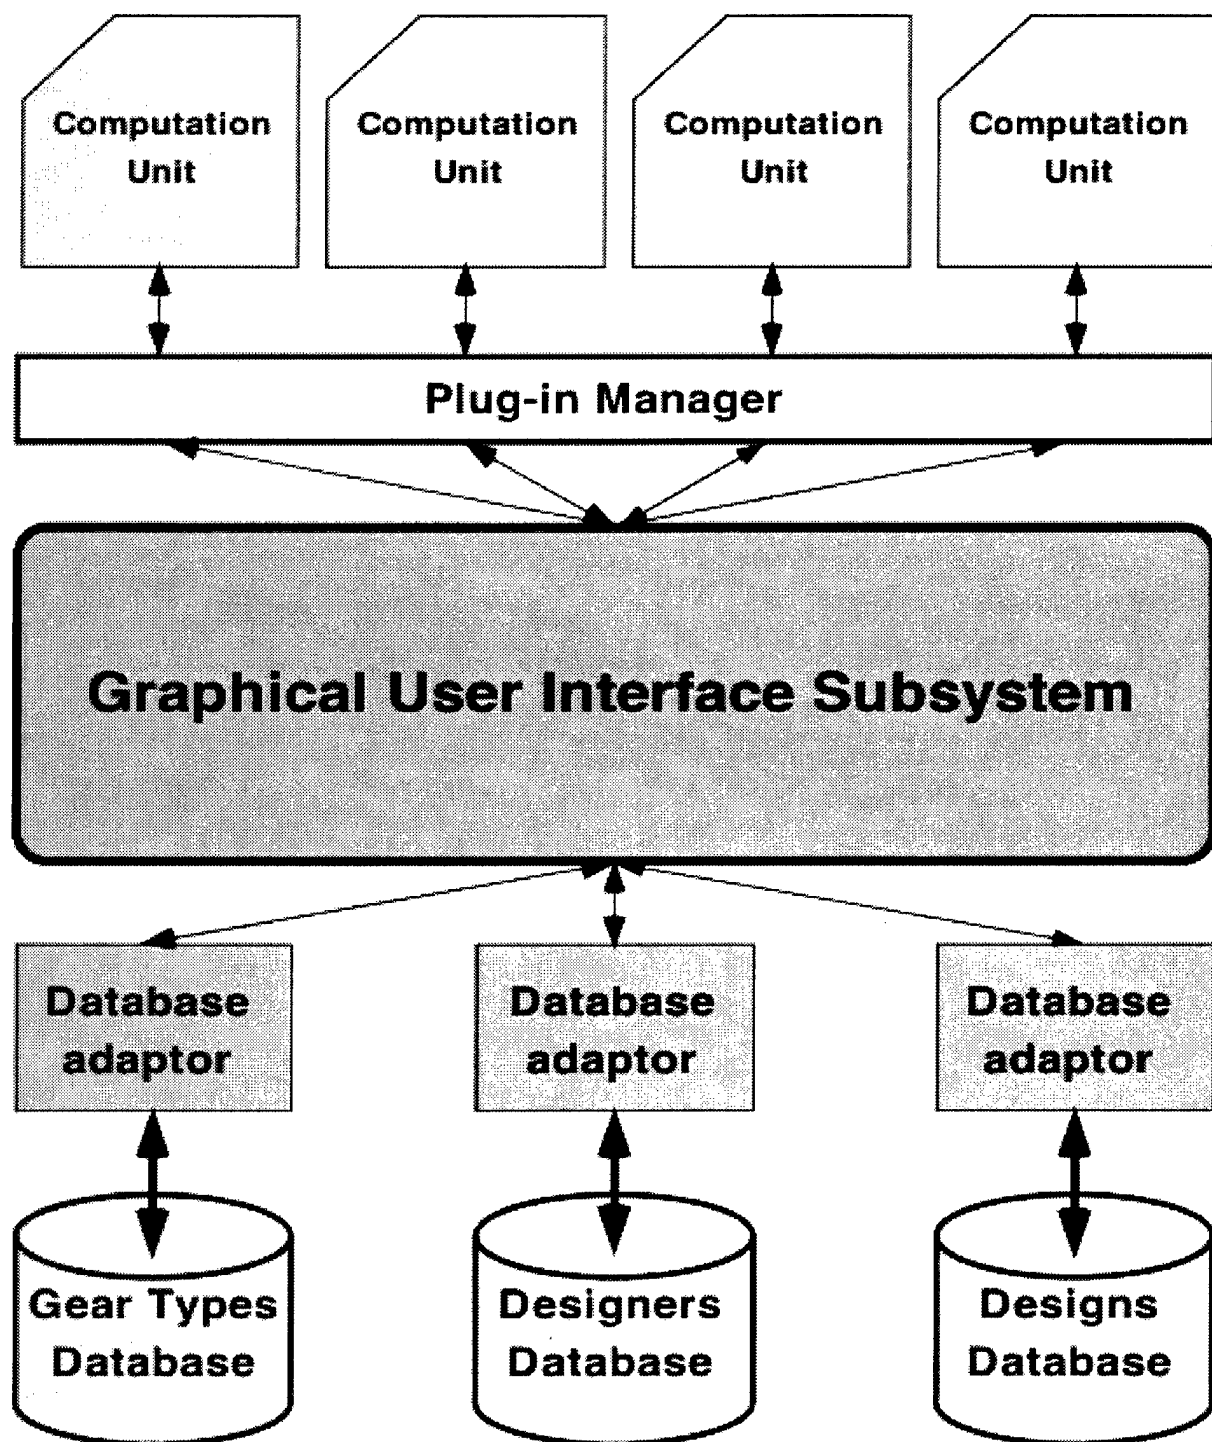 Computation
Unit
Computation
Unit
Computation
Unit
Computation
Unit
Plug-in Manager
Graphical User Interface Subsystem
Database
adaptor
Database
adaptor
Database
adaptor
Gear Types
Database
Designers
Database
Designs
Database